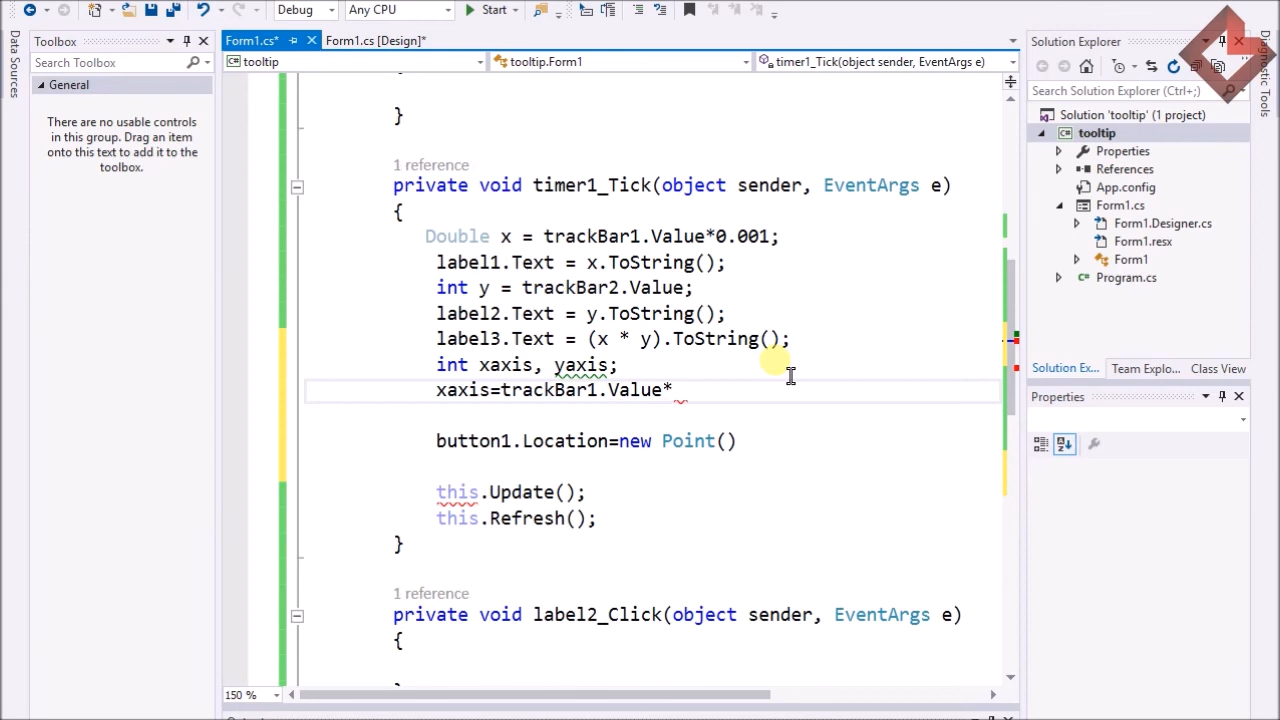 Debug
Any CPU
Start
Data Sources
Toolbox
Search Toolbox
General
There are no usable controls
in this group. Drag an item
onto this text to add it to the
toolbox.
Form1.cs*
Form1.cs [Design]*
tooltip
tooltip.Form1
timer1_Tick(object sender, EventArgs e)
}
1 reference
private void timer1_Tick(object sender, EventArgs e)
{
Double x = trackBar1.Value*0.001;
label1.Text = x.ToString();
int y = trackBar2.Value;
label2.Text = y.ToString();
label3.Text = (x * y).ToString();
int xaxis, yaxis;
xaxis=trackBar1.Value*
button1.Location=new Point()
this.Update();
this.Refresh();
}
1 reference
private void label2_Click(object sender, EventArgs e)
{
150 %
Solution Explorer
Search Solution Explorer (Ctrl+;)
Solution 'tooltip' (1 project)
tooltip
Properties
References
App.config
Form1.cs
Form1.Designer.cs
Form1.resx
Form1
Program.cs
Solution Ex...
Team Explo...
Class View
Properties
Diagnostic Tools